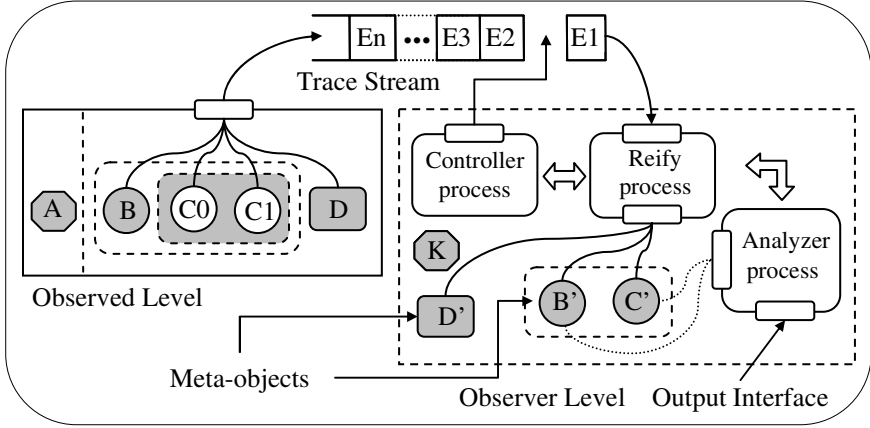 En ••• E3 E2 E1
Trace Stream
Controller
process
Reify
process
A B C0 C1 D
K
Analyzer
process
Observed Level
D’ B’ C’
Meta-objects
Observer Level
Output Interface